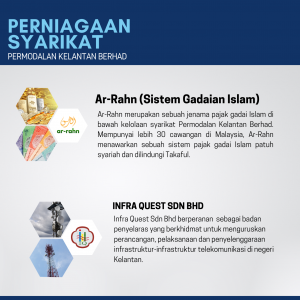 PERNIAGAAN
SYARIKAT
PERMODALAN KELANTAN BERHAD
Ar-Rahn (Sistem Gadaian Islam)
Ar-Rahn merupakan sebuah jenama pajak gadai Islam di
bawah kelolaan syarikat Permodalan Kelantan Berhad.
Mempunyai lebih 30 cawangan di Malaysia, Ar-Rahn
menawarkan sebuah sistem pajak gadai Islam patuh
syariah dan dilindungi Takaful.
ar-rahn
INFRA QUEST SDN BHD
Infra Quest Sdn Bhd berperanan sebagai badan
penyelaras yang berkhidmat untuk menguruskan
perancangan, pelaksanaan dan penyelenggaraan
infrastruktur-infrastruktur telekomunikasi di negeri
Kelantan.